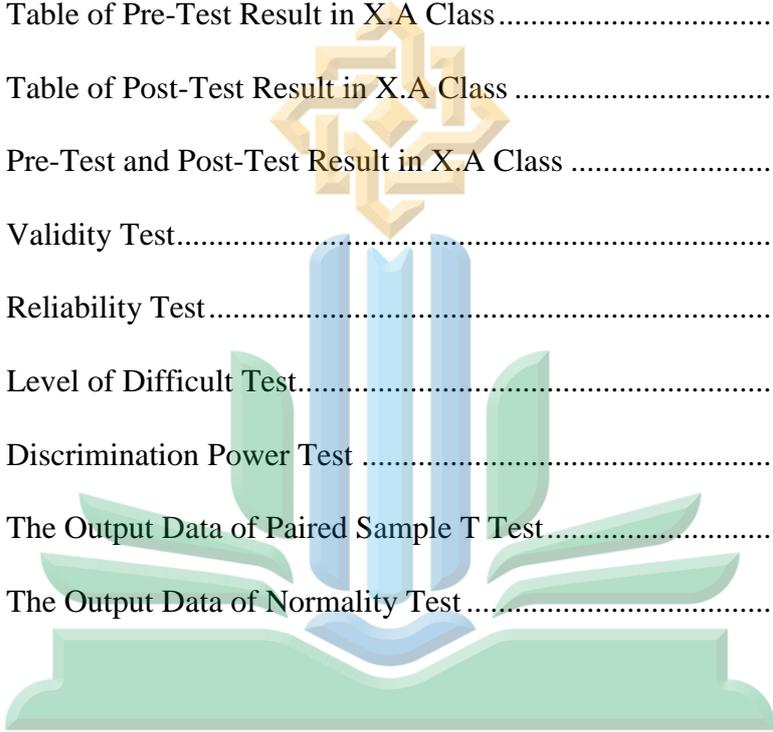 Table of Pre-Test Result in X.A Class..................................
Table of Post-Test Result in X.A Class ................................
Pre-Test and Post-Test Result in X.A Class .........................
Validity Test..........................................................................
Reliability Test......................................................................
Level of Difficult Test...........................................................
Discrimination Power Test ...................................................
The Output Data of Paired Sample T Test............................
The Output Data of Normality Test ......................................